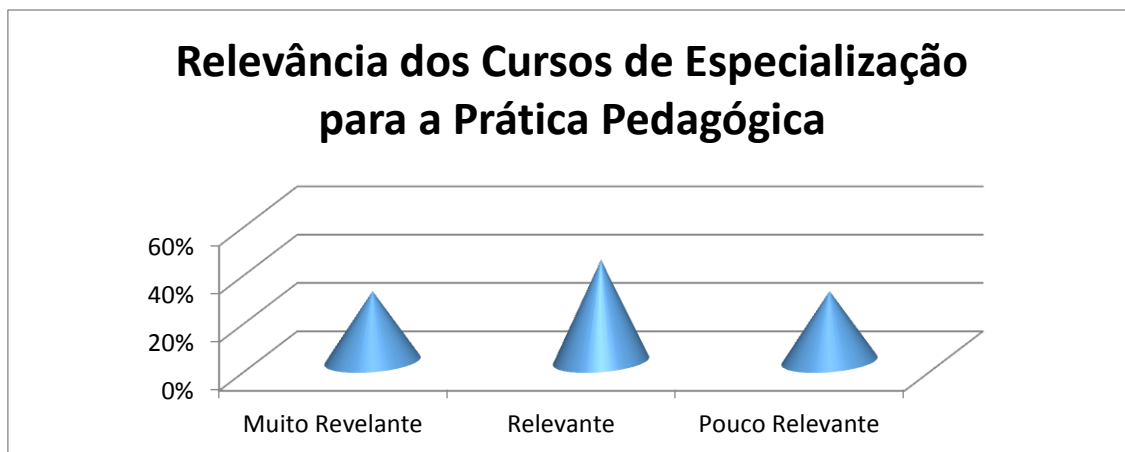 Relevância dos Cursos de Especialização
para a Prática Pedagógica
60%
40%
20%
0%
Muito Revelante
Relevante
Pouco Relevante